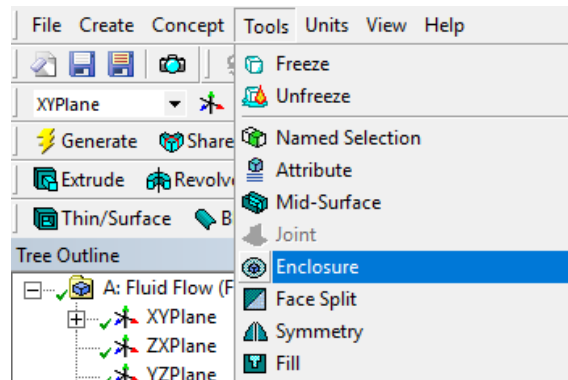 File Create Concept Tools Units View Help
Freeze
XYPlane
Unfreeze
Generate Share
Named Selection
Attribute
Extrude Revolv
Mid-Surface
Thin/Surface B
Joint
Tree Outline
Enclosure
A: Fluid Flow (F
Face Split
XYPlane
Symmetry
ZXPlane
Fill
YZPlane